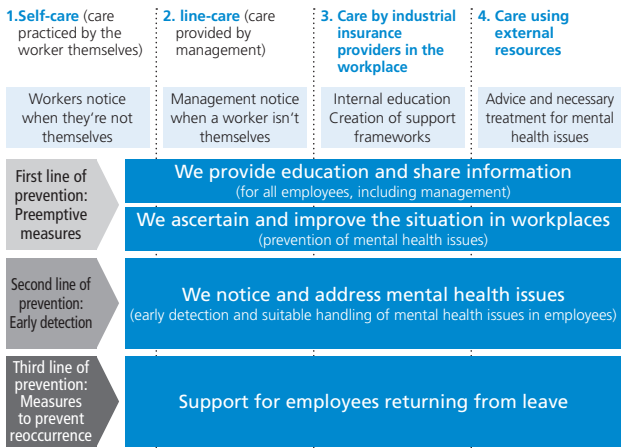 1.Self-care (care
practiced by the
worker themselves)
2. line-care (care
provided by
management)
3. Care by industrial
insurance
providers in the
workplace
4. Care using
external
resources
Workers notice
when they're not
themselves
Management notice
when a worker isn't
themselves
Internal education
Creation of support
frameworks
Advice and necessary
treatment for mental
health issues
First line of
prevention:
Preemptive
measures
We provide education and share information
(for all employees, including management)
We ascertain and improve the situation in workplaces
(prevention of mental health issues)
Second line of
prevention:
Early detection
We notice and address mental health issues
(early detection and suitable handling of mental health issues in employees)
Third line of
prevention:
Measures
to prevent
reoccurrence
Support for employees returning from leave